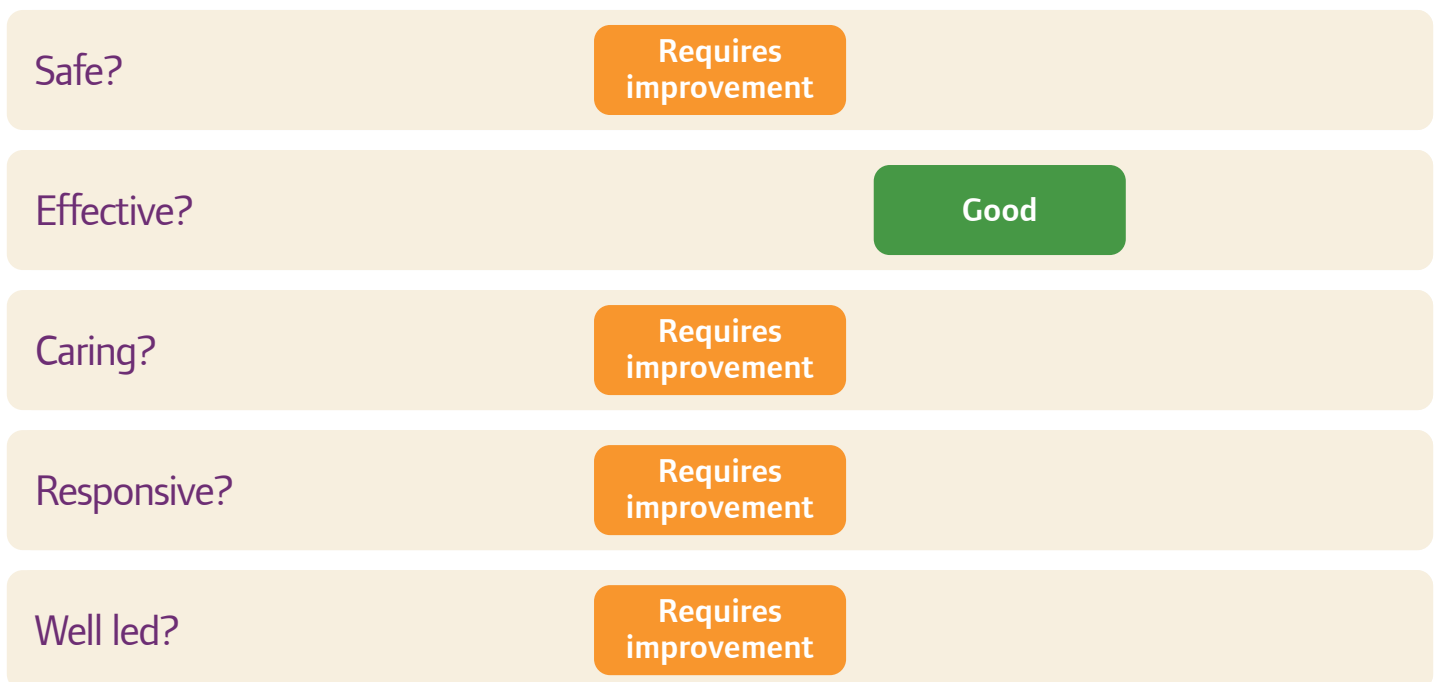 Safe?
Requires
improvement
Effective?
Good
Caring?
Requires
improvement
Responsive?
Requires
improvement
Well led?
Requires
improvement